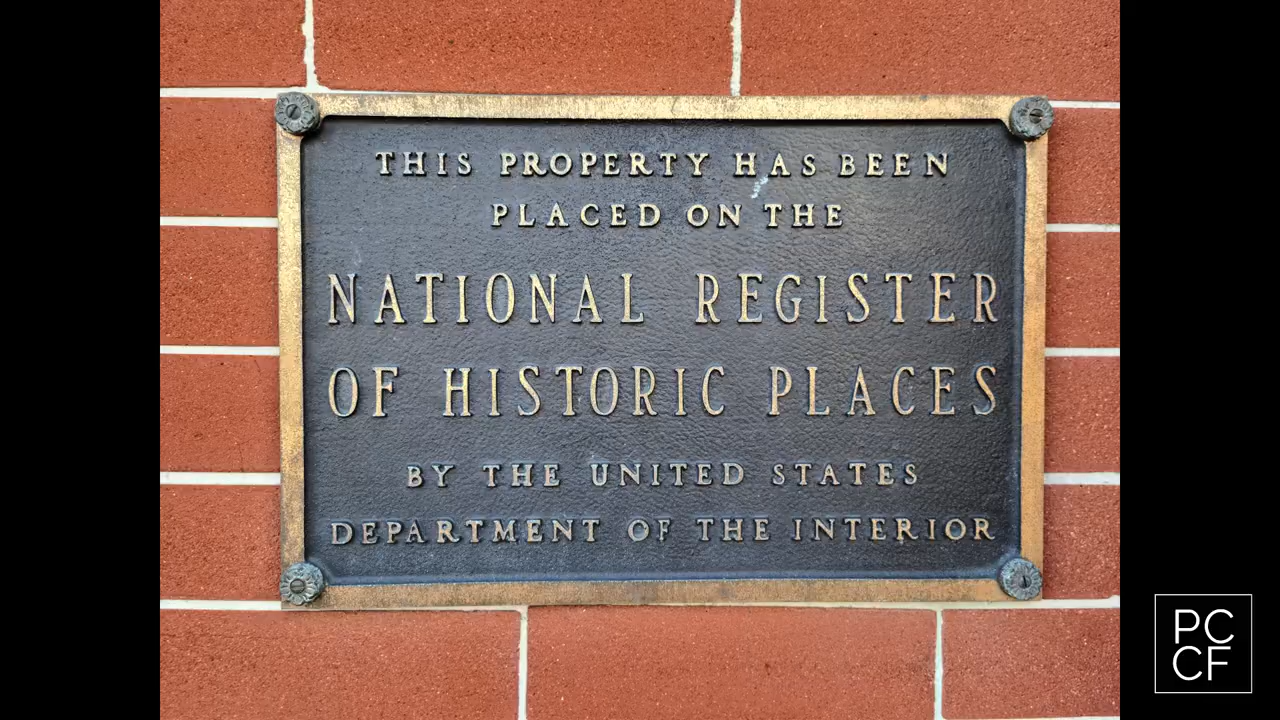 THIS PROPERTY HAS BEEN
PLACED ON THE
NATIONAL REGISTER
OF HISTORIC PLACES
BY THE UNITED STATES
DEPARTMENT OF THE INTERIOR
PC
CF